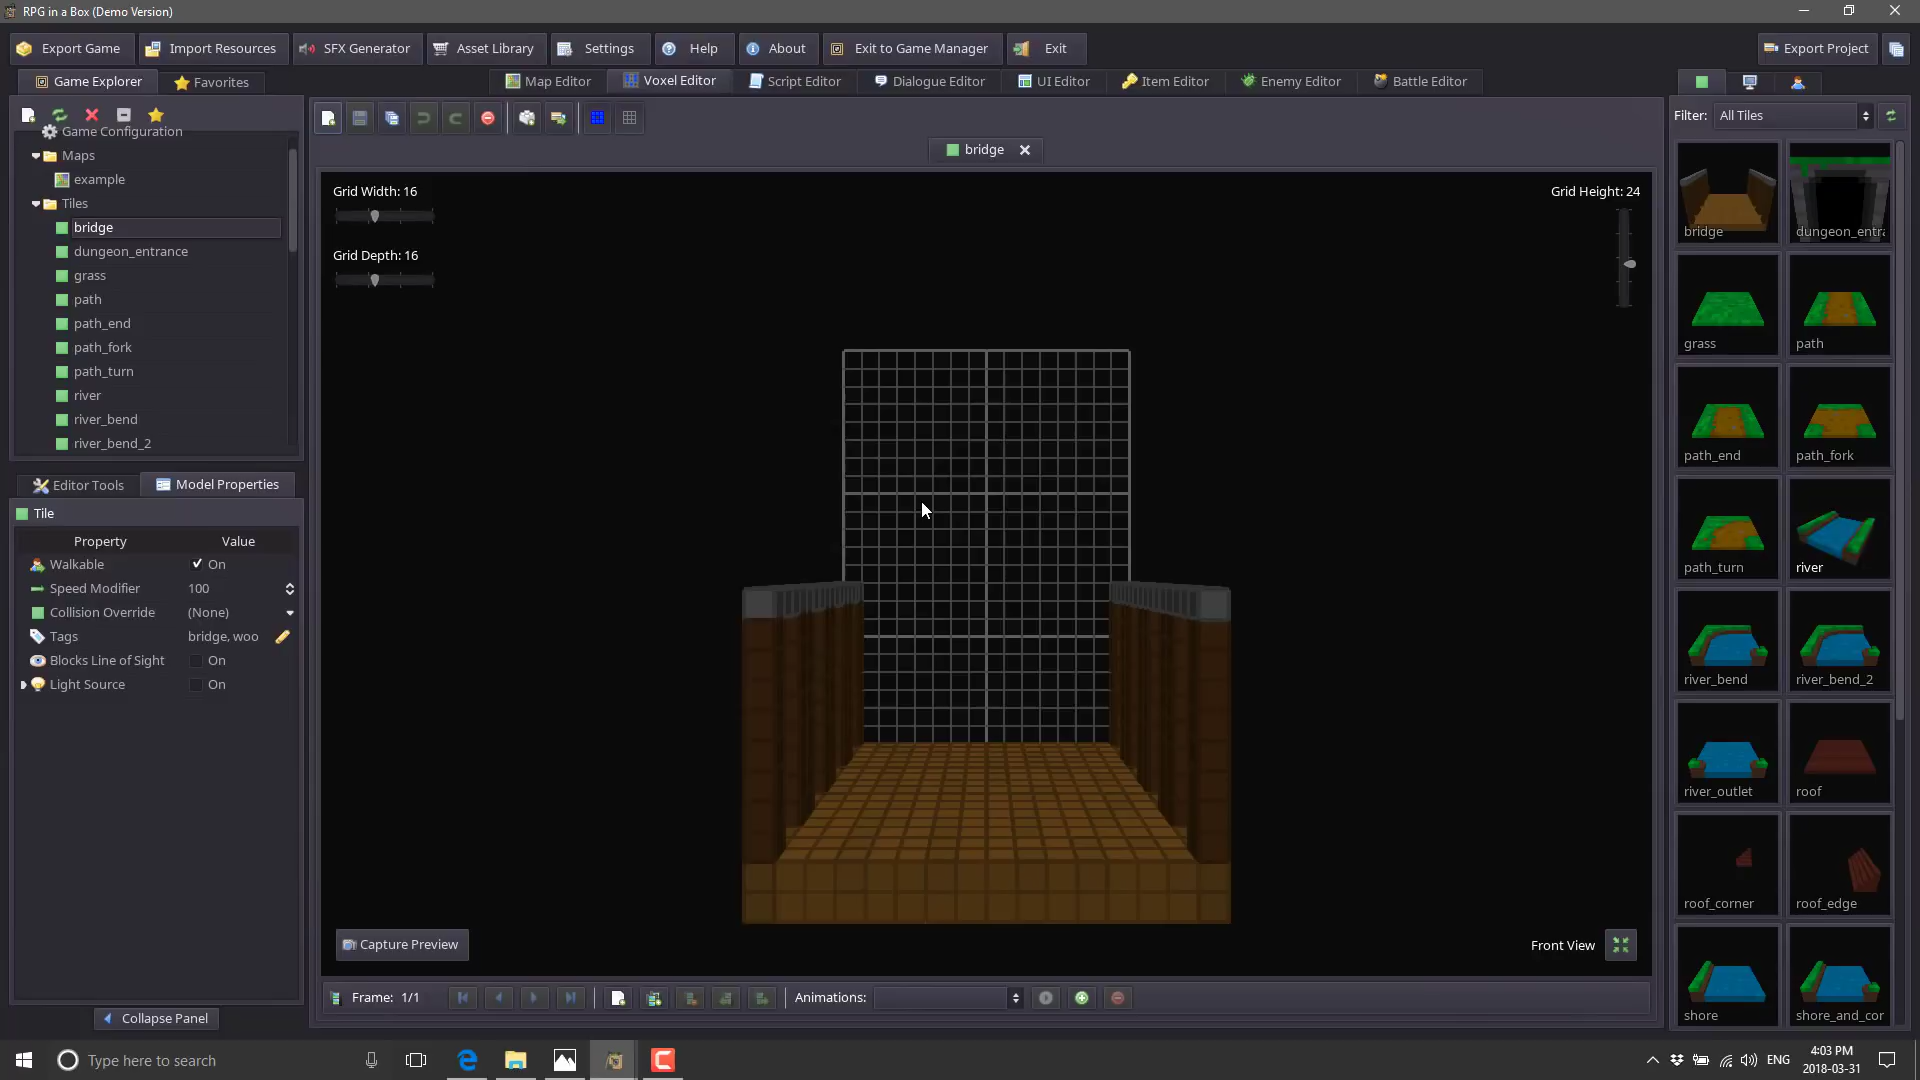 RPG in a Box (Demo Version)
Export Game
Import Resources
SFX Generator
Asset Library
Settings
Help
About
Exit to Game Manager
Exit
Export Project
Game Explorer
Favorites
Map Editor
Voxel Editor
Script Editor
Dialogue Editor
UI Editor
Item Editor
Enemy Editor
Battle Editor
Filter:
All Tiles
Game Configuration
Maps
example
Tiles
bridge
dungeon_entrance
grass
path
path_end
path_fork
path_turn
river
river_bend
river_bend_2
bridge
Grid Width: 16
Grid Depth: 16
Grid Height: 24
Editor Tools
Model Properties
Tile
Property
Value
Walkable
On
Speed Modifier
100
Collision Override
(None)
Tags
bridge, woo
Blocks Line of Sight
On
Light Source
On
Collapse Panel
Capture Preview
Front View
Frame: 1/1
Animations:
bridge
dungeon_entra
grass
path
path_end
path_fork
path_turn
river
river_bend
river_bend_2
river_outlet
roof
roof_corner
roof_edge
shore
shore_and_cor
Type here to search
ENG
4:03 PM
2018-03-31